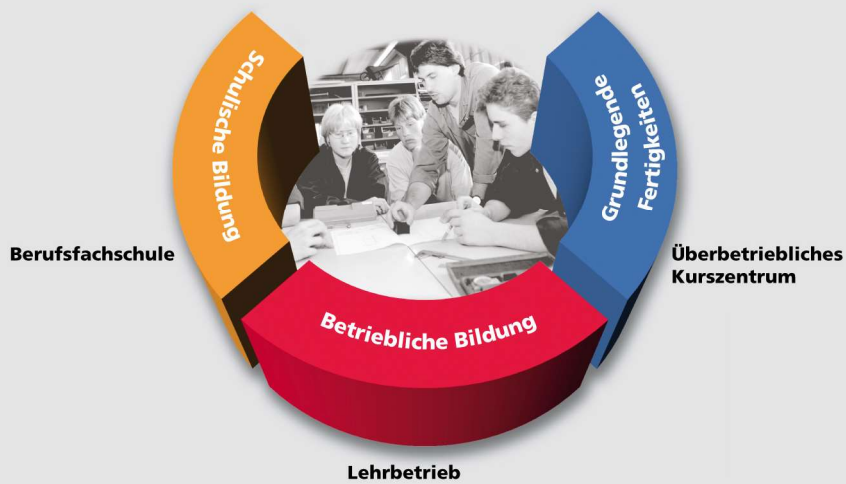 Schulische Bildung
Grundlegende
Fertigkeiten
Berufsfachschule
Überbetriebliches
Kurszentrum
Betriebliche Bildung
Lehrbetrieb